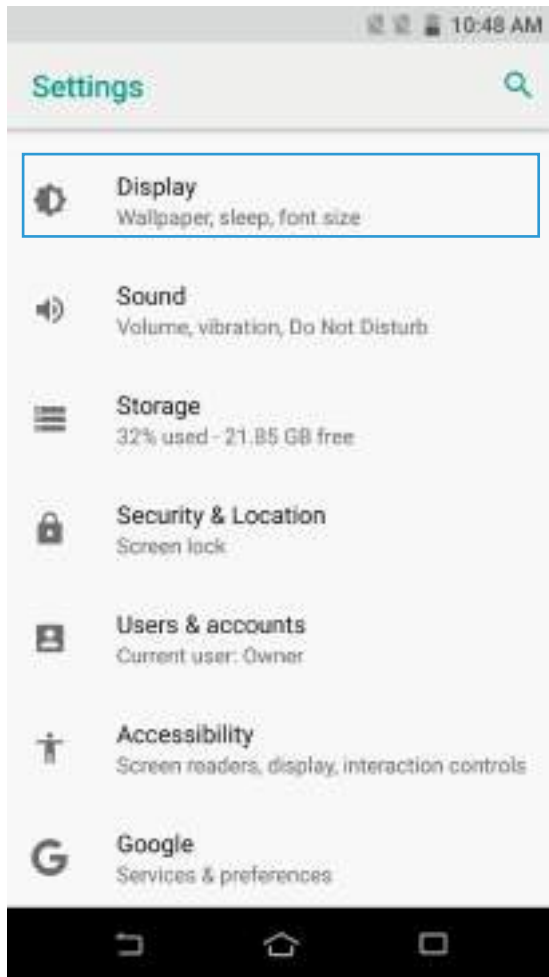 10:48 AM
Settings
Display
Wallpaper, sleep, font size
Sound
Volume, vibration, Do Not Disturb
Storage
32% used - 21.85 GB free
Security & Location
Screen lock
Users & accounts
Current user: Owner
Accessibility
Screen readers, display, interaction controls
Google
Services & preferences